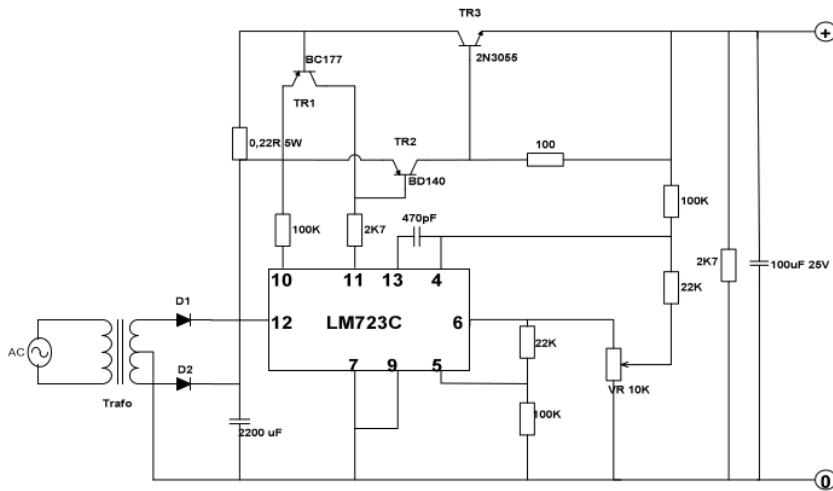 TR3
+
BC177
2N3055
TR1
TR2
0,22R 5W
100
BD140
470pF
100K
100K
2K7
2K7
100uF 25V
22K
10
11
13
4
D1
12
LM723C
6
AC
22K
VR 10K
D2
7
9
5
Trafo
100K
2200 uF
0